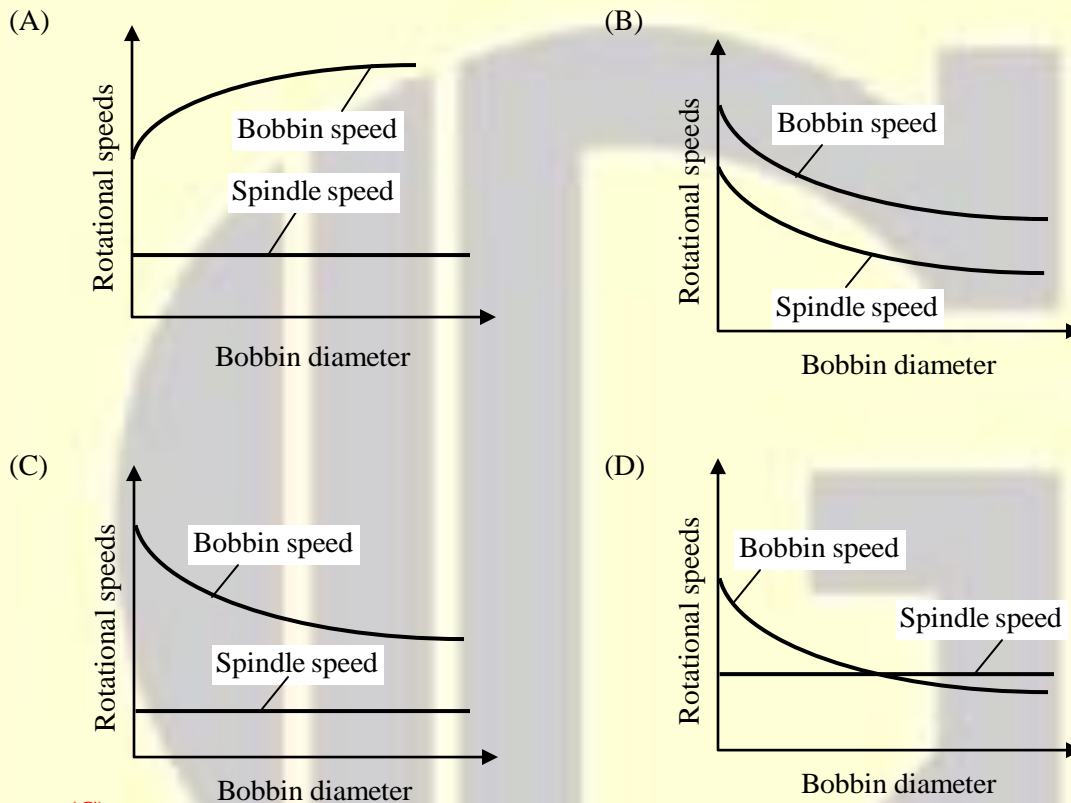 (A)
Rotational speeds
Bobbin speed
Spindle speed
Bobbin diameter
(B)
Rotational speeds
Bobbin speed
Spindle speed
Bobbin diameter
(C)
Rotational speeds
Bobbin speed
Spindle speed
Bobbin diameter
(D)
Rotational speeds
Bobbin speed
Spindle speed
Bobbin diameter